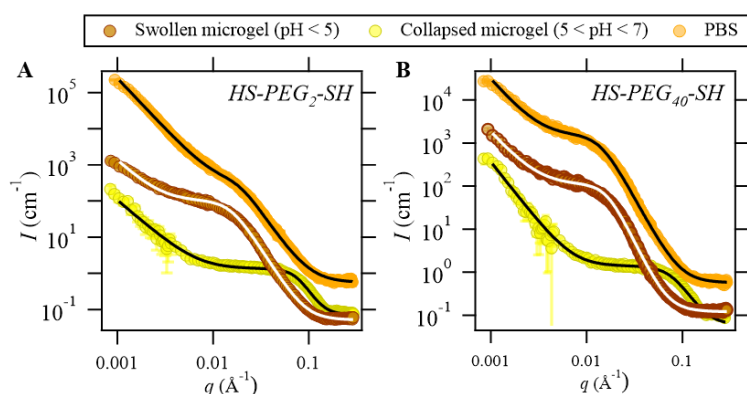 Swollen microgel (pH < 5) Collapsed microgel (5 < pH < 7) PBS
A
HS-PEG2-SH
I (cm-1)
10^5
10^3
10^1
10^-1
0.001 0.01 0.1
q (Å-1)
B
HS-PEG40-SH
I (cm-1)
10^4
10^3
10^2
10^1
10^0
10^-1
0.001 0.01 0.1
q (Å-1)